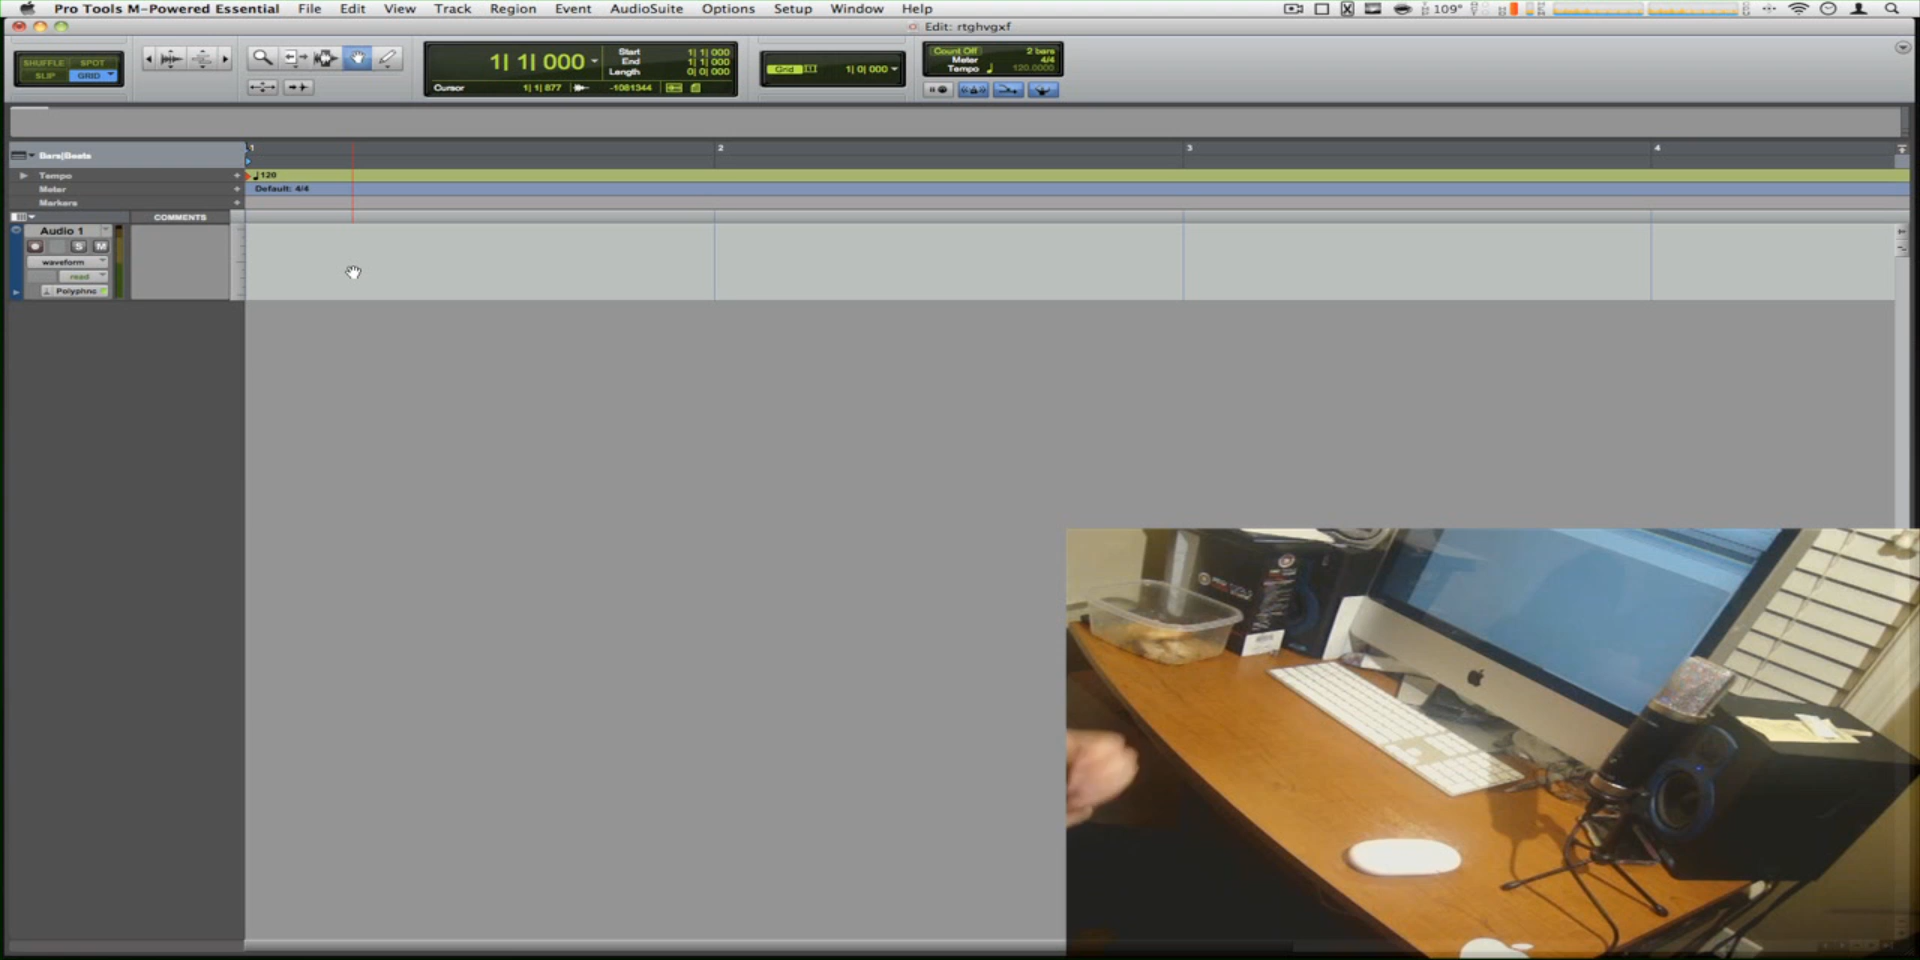 Pro Tools M-Powered Essential File Edit View Track Region Event AudioSuite Options Setup Window Help 109°
Edit: rtghvgxf
SHUFFLE SPOT
SLIP GRID
1| 1| 000
Start 1| 1| 000
End 1| 1| 000
Length 0| 0| 000
Cursor 1| 1| 877 -1081344
Grid 1| 0| 000
Count Off 2 bars
Meter 4/4
Tempo 120.0000
Bars|Beats 1 2 3 4
Tempo 120
Meter Default: 4/4
Markers
COMMENTS
Audio 1
S M
waveform
read
Polyphnc